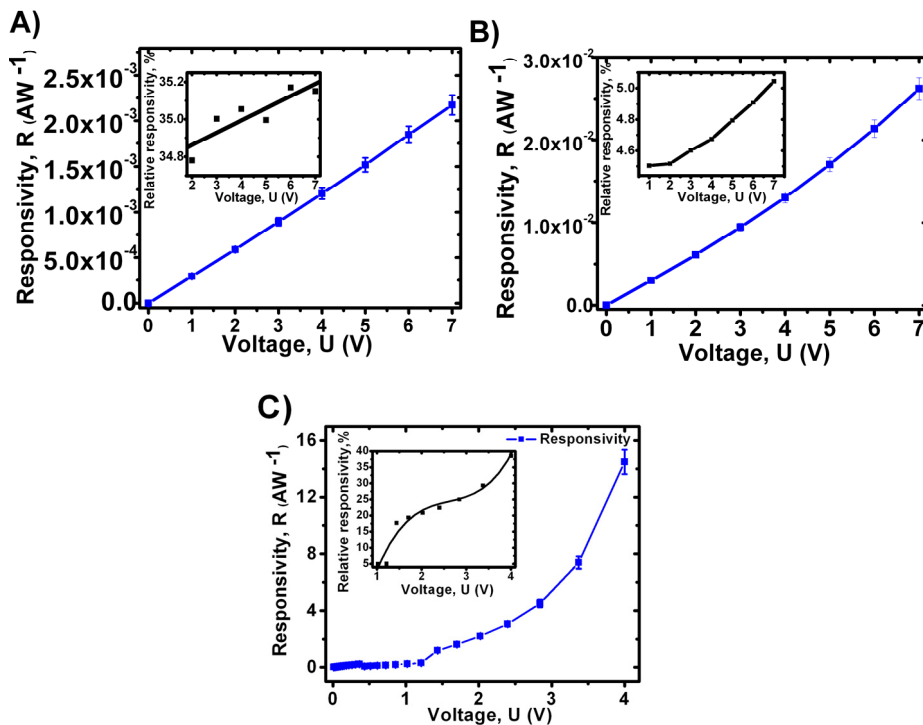 A)
2.5x10⁻³
2.0x10⁻³
1.5x10⁻³
1.0x10⁻³
5.0x10⁻⁴
0.0
Responsivity, R (AW⁻¹)
0 1 2 3 4 5 6 7
Voltage, U (V)
35.2
35.0
34.8
Relative responsivity, %
2 3 4 5 6 7
Voltage, U (V)
B)
3.0x10⁻²
2.0x10⁻²
1.0x10⁻²
0.0
Responsivity, R (AW⁻¹)
0 1 2 3 4 5 6 7
Voltage, U (V)
5.0
4.8
4.6
Relative responsivity, %
1 2 3 4 5 6 7
Voltage, U (V)
C)
Responsivity
16
12
8
4
0
Responsivity, R (AW⁻¹)
0 1 2 3 4
Voltage, U (V)
40
35
30
25
20
15
10
5
Relative responsivity,%
1 2 3 4
Voltage, U (V)